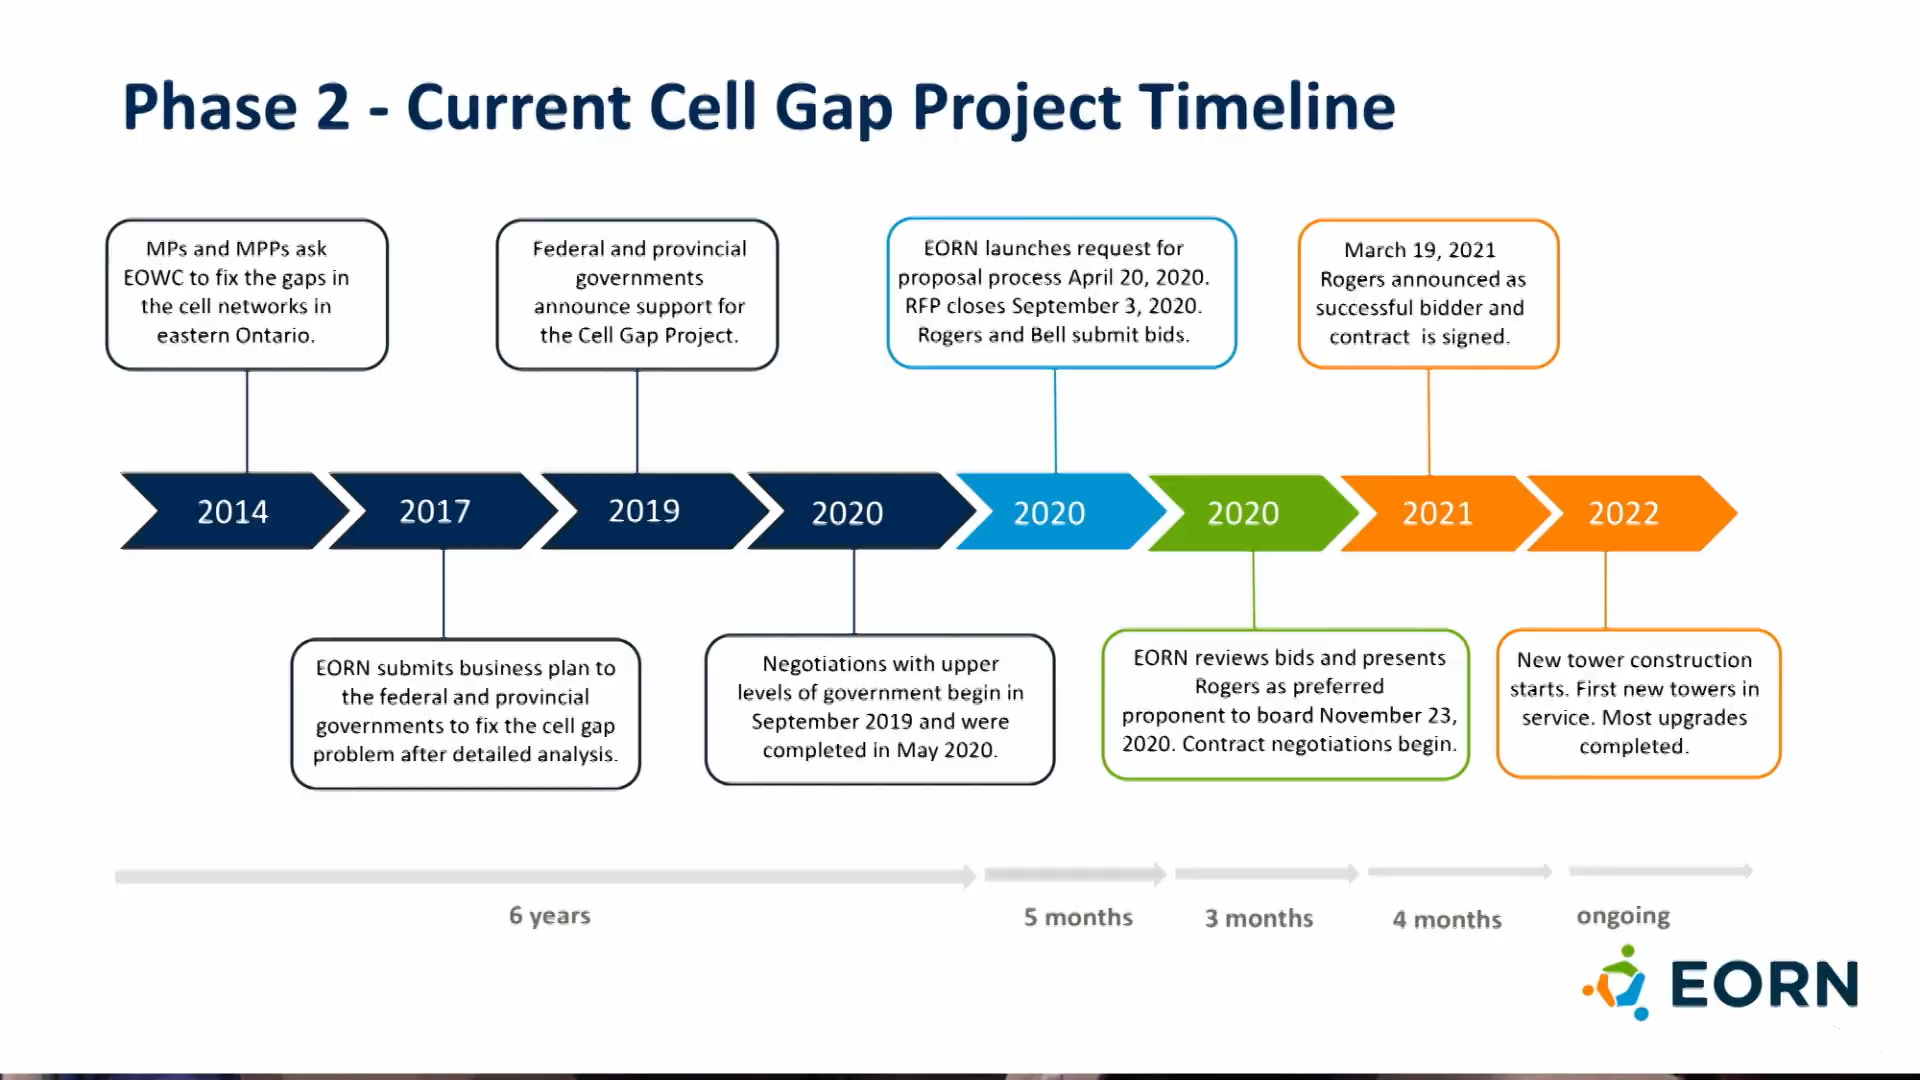 Phase 2 - Current Cell Gap Project Timeline
MPs and MPPs ask
EOWC to fix the gaps in
the cell networks in
eastern Ontario.
Federal and provincial
governments
announce support for
the Cell Gap Project.
EORN launches request for
proposal process April 20, 2020.
RFP closes September 3, 2020.
Rogers and Bell submit bids.
March 19, 2021
Rogers announced as
successful bidder and
contract is signed.
2014
2017
2019
2020
2020
2020
2021
2022
EORN submits business plan to
the federal and provincial
governments to fix the cell gap
problem after detailed analysis.
Negotiations with upper
levels of government begin in
September 2019 and were
completed in May 2020.
EORN reviews bids and presents
Rogers as preferred
proponent to board November 23,
2020. Contract negotiations begin.
New tower construction
starts. First new towers in
service. Most upgrades
completed.
6 years
5 months
3 months
4 months
ongoing
EORN